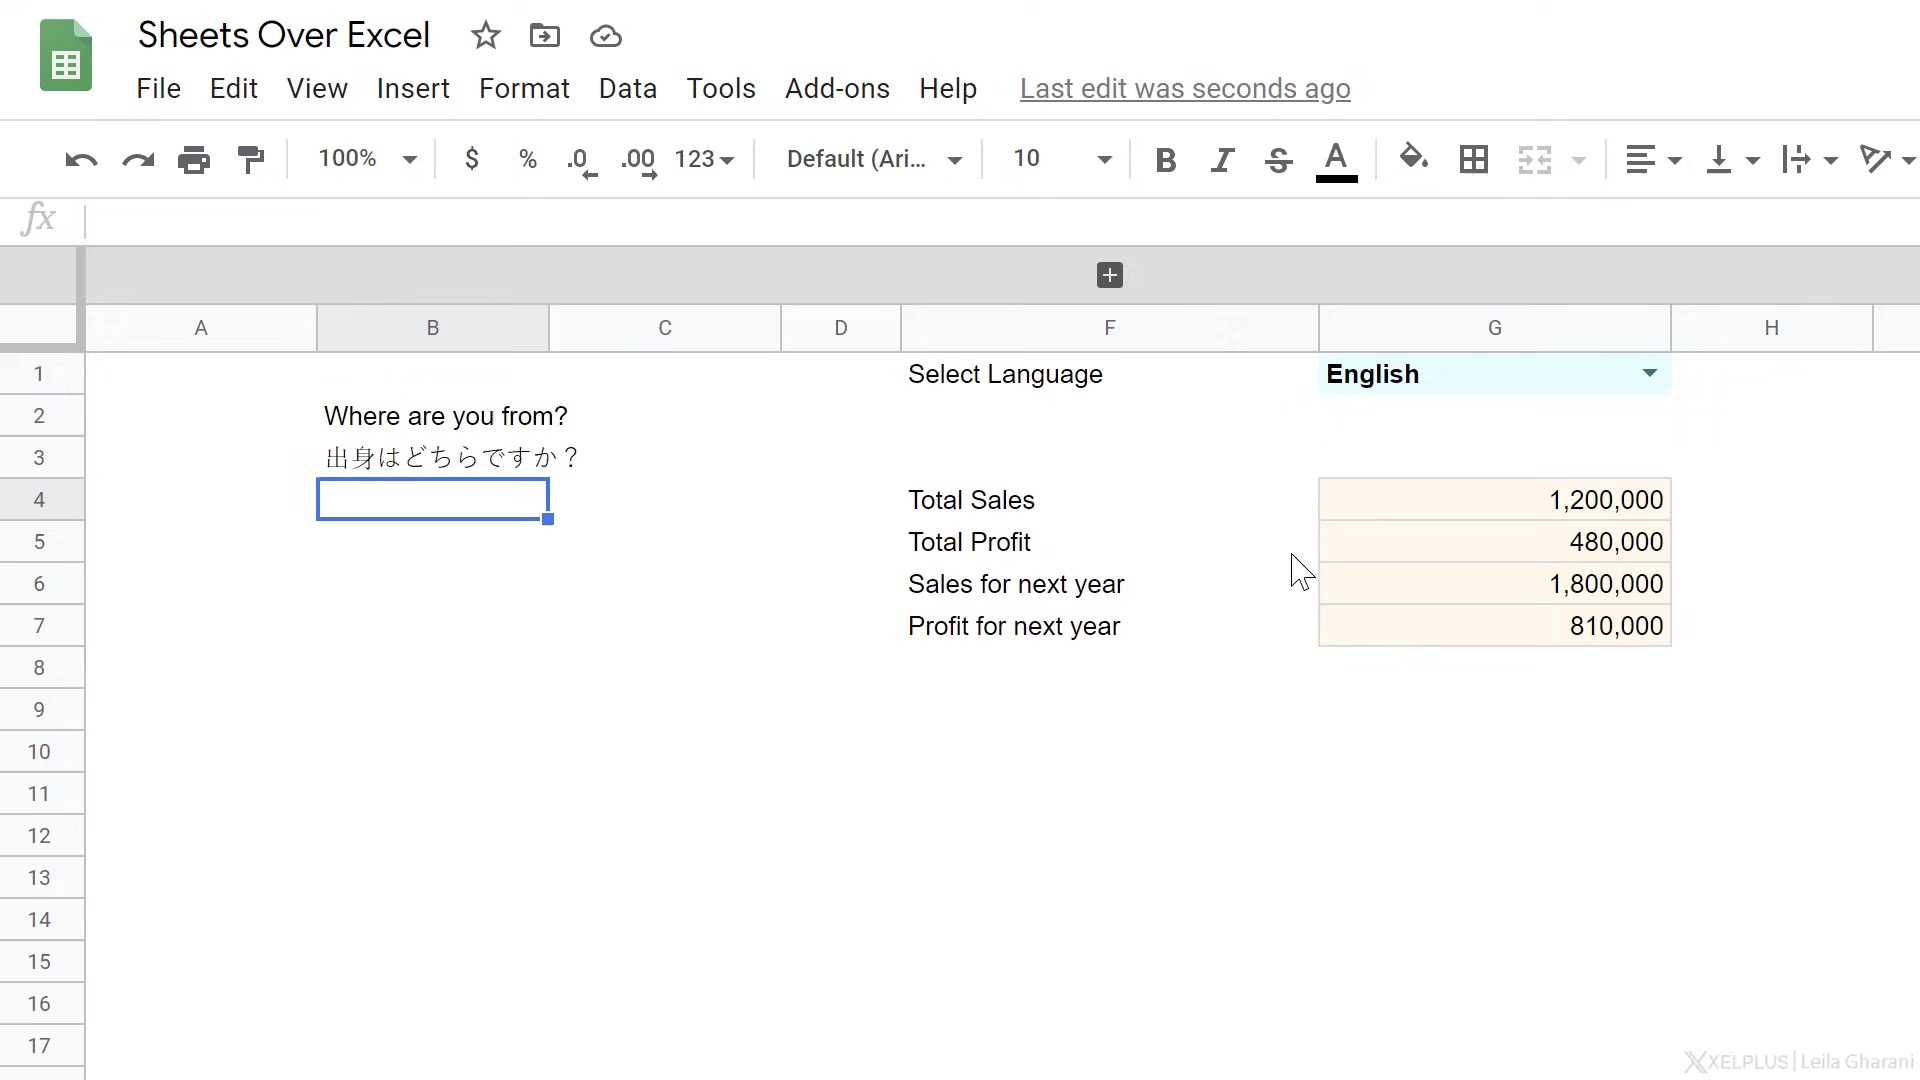 Sheets Over Excel
File Edit View Insert Format Data Tools Add-ons Help Last edit was seconds ago
100% $ % .0 .00 123 Default (Ari... 10 B I S A
fx
A B C D F G H
1 Select Language English
2 Where are you from?
3 出身はどちらですか？
4 Total Sales 1,200,000
5 Total Profit 480,000
6 Sales for next year 1,800,000
7 Profit for next year 810,000
8
9
10
11
12
13
14
15
16
17
XELPLUS | Leila Gharani